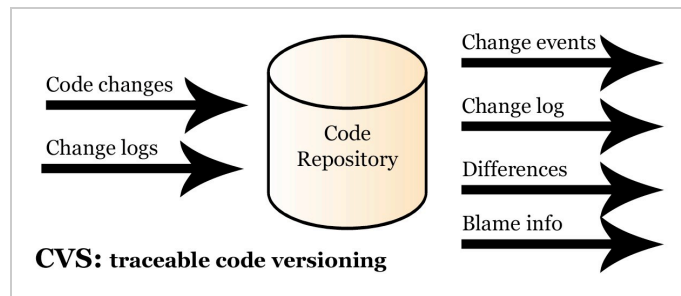 Code changes
Change logs
Code
Repository
Change events
Change log
Differences
Blame info
CVS: traceable code versioning